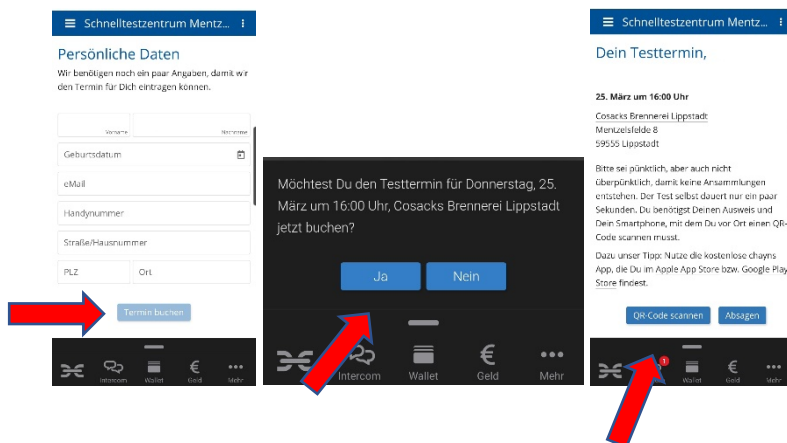 Schnelltestzentrum Mentz...
Persönliche Daten
Wir benötigen noch ein paar Angaben, damit wir
den Termin für Dich eintragen können.
Vorname
Nachname
Geburtsdatum
eMail
Handynummer
Straße/Hausnummer
PLZ
Ort
Termin buchen
Intercom
Wallet
Geld
Mehr
Möchtest Du den Testtermin für Donnerstag, 25.
März um 16:00 Uhr, Cosacks Brennerei Lippstadt
jetzt buchen?
Ja
Nein
Intercom
Wallet
Geld
Mehr
Schnelltestzentrum Mentz...
Dein Testtermin,
25. März um 16:00 Uhr
Cosacks Brennerei Lippstadt
Mentzelsfelde 8
59555 Lippstadt
Bitte sei pünktlich, aber auch nicht
überpünktlich, damit keine Ansammlungen
entstehen. Der Test selbst dauert nur ein paar
Sekunden. Du benötigst Deinen Ausweis und
Dein Smartphone, mit dem Du vor Ort einen QR-
Code scannen musst.
Dazu unser Tipp: Nutze die kostenlose chayns
App, die Du im Apple App Store bzw. Google Play
Store findest.
QR-Code scannen
Absagen
1
Wallet
Geld
Mehr